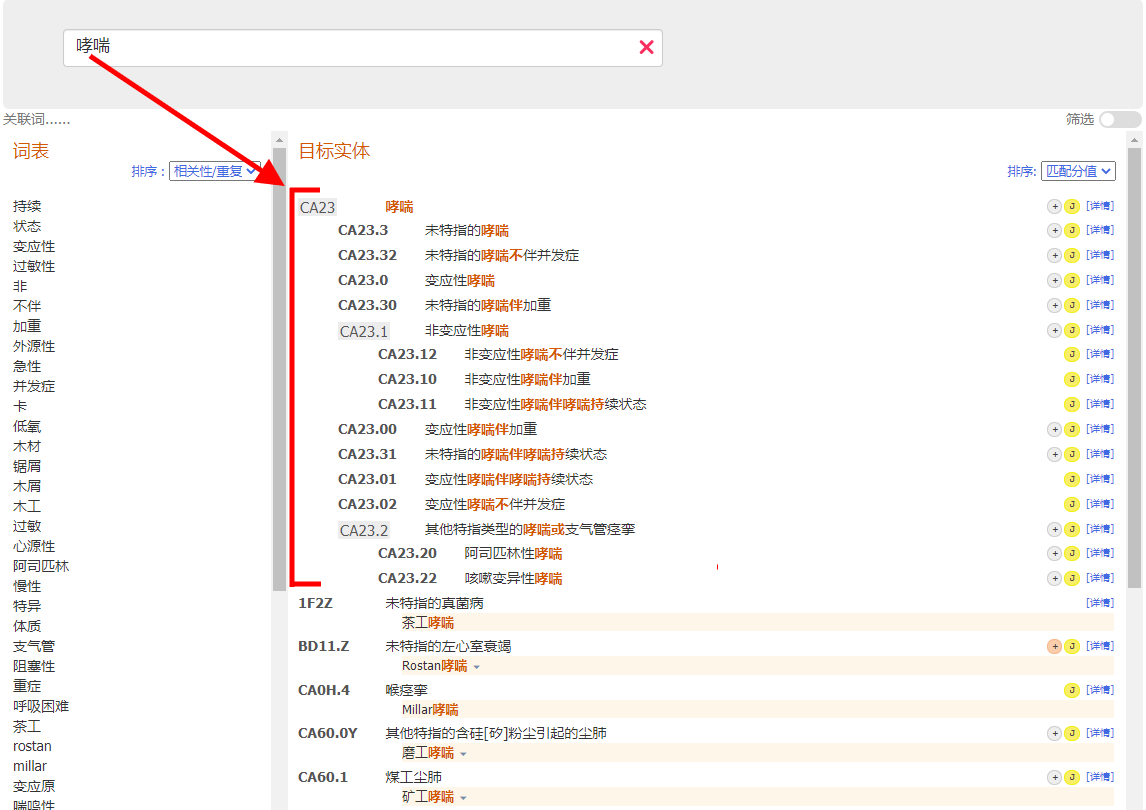 哮喘
关联词......
筛选
词表
排序 : 相关性/重复
持续
状态
变应性
过敏性
非
不伴
加重
外源性
急性
并发症
卡
低氧
木材
锯屑
木屑
木工
过敏
心源性
阿司匹林
慢性
特异
体质
支气管
阻塞性
重症
呼吸困难
茶工
rostan
millar
变应原
喘鸣性
目标实体
排序: 匹配分值
CA23 哮喘 + J [详情]
CA23.3 未特指的哮喘 + J [详情]
CA23.32 未特指的哮喘不伴并发症 + J [详情]
CA23.0 变应性哮喘 + J [详情]
CA23.30 未特指的哮喘伴加重 + J [详情]
CA23.1 非变应性哮喘 + J [详情]
CA23.12 非变应性哮喘不伴并发症 J [详情]
CA23.10 非变应性哮喘伴加重 J [详情]
CA23.11 非变应性哮喘伴哮喘持续状态 J [详情]
CA23.00 变应性哮喘伴加重 + J [详情]
CA23.31 未特指的哮喘伴哮喘持续状态 + J [详情]
CA23.01 变应性哮喘伴哮喘持续状态 J [详情]
CA23.02 变应性哮喘不伴并发症 J [详情]
CA23.2 其他特指类型的哮喘或支气管痉挛 + J [详情]
CA23.20 阿司匹林性哮喘 + J [详情]
CA23.22 咳嗽变异性哮喘 + J [详情]
1F2Z 未特指的真菌病 [详情]
茶工哮喘
BD11.Z 未特指的左心室衰竭 + J [详情]
Rostan哮喘
CA0H.4 喉痉挛 J [详情]
Millar哮喘
CA60.0Y 其他特指的含硅[矽]粉尘引起的尘肺 + J [详情]
磨工哮喘
CA60.1 煤工尘肺 + J [详情]
矿工哮喘